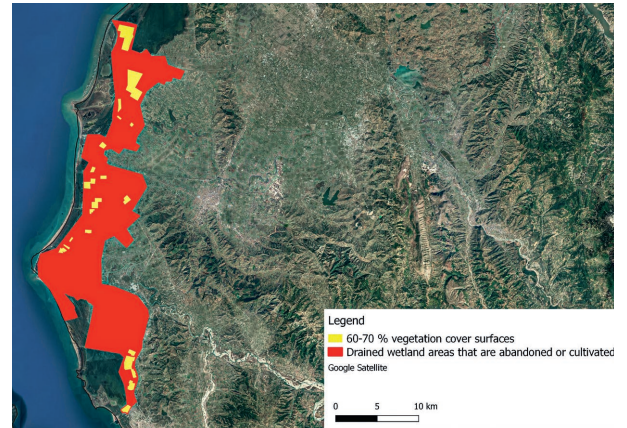 Legend
60-70 % vegetation cover surfaces
Drained wetland areas that are abandoned or cultivated
Google Satellite
0 5 10 km